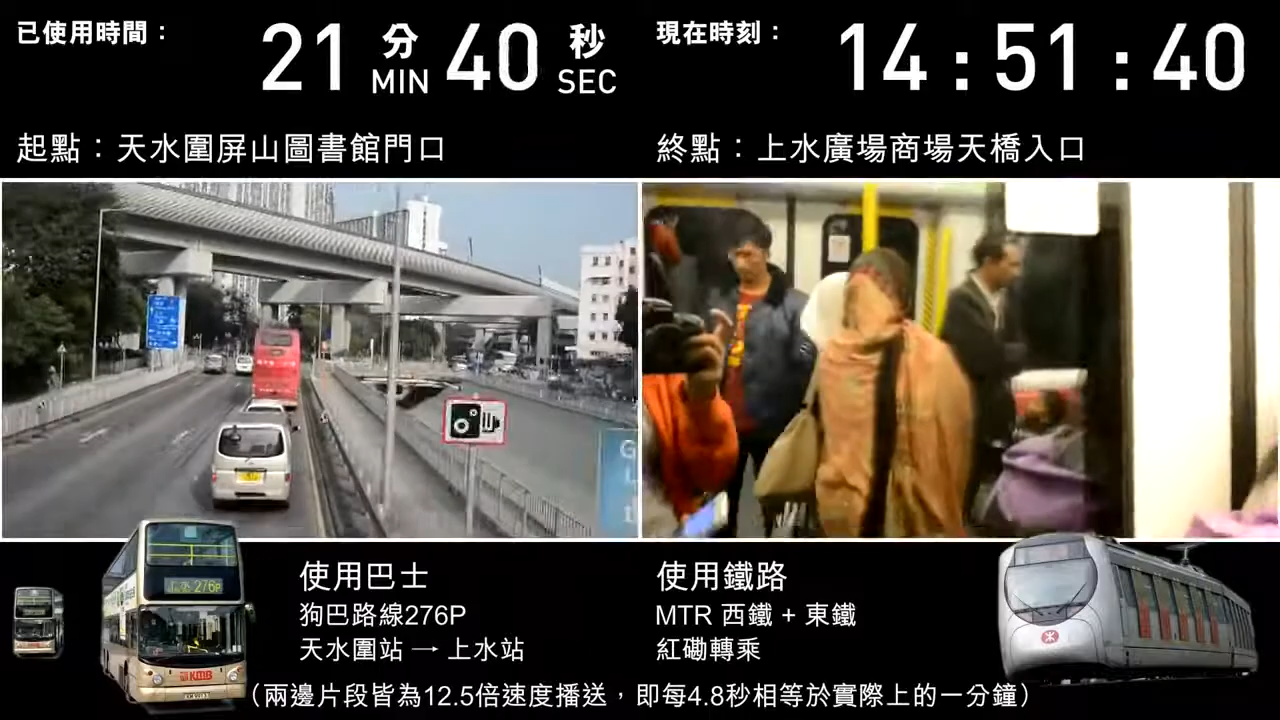 已使用時間：
21 分 MIN 40 秒 SEC
現在時刻：
14:51:40
起點：天水圍屏山圖書館門口
終點：上水廣場商場天橋入口
使用巴士
狗巴路線276P
天水圍站 → 上水站
使用鐵路
MTR 西鐵 + 東鐵
紅磡轉乘
276P
KMB
（兩邊片段皆為12.5倍速度播送，即每4.8秒相等於實際上的一分鐘）